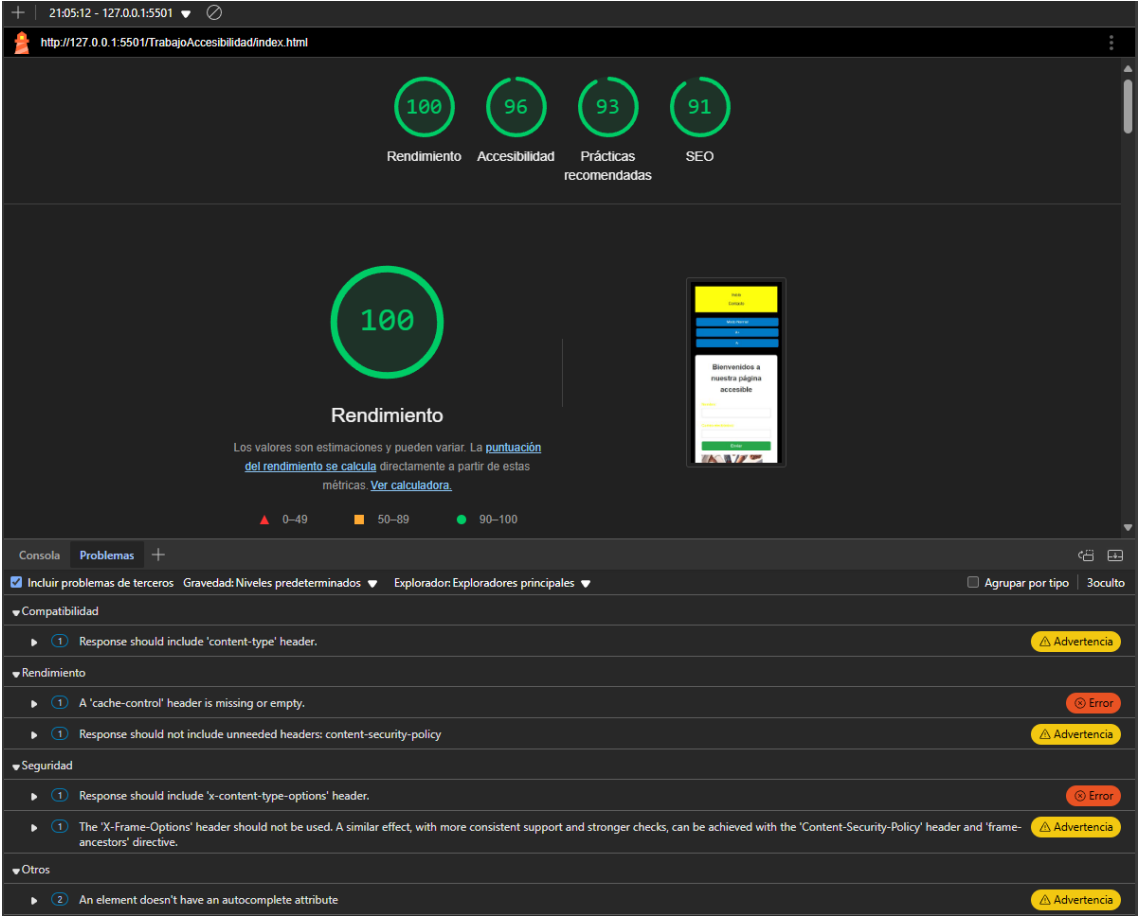 21:05:12 - 127.0.0.1:5501
http://127.0.0.1:5501/TrabajoAccesibilidad/index.html
100 96 93 91
Rendimiento Accesibilidad Prácticas recomendadas SEO
100
Rendimiento
Los valores son estimaciones y pueden variar. La puntuación
del rendimiento se calcula directamente a partir de estas
métricas. Ver calculadora.
0–49 50–89 90–100
Inicio
Contacto
A+
A-
Bienvenidos a
nuestra página
accesible
Enviar
Consola Problemas
Incluir problemas de terceros Gravedad: Niveles predeterminados Explorador: Exploradores principales Agrupar por tipo 3oculto
Compatibilidad
1 Response should include 'content-type' header. Advertencia
Rendimiento
1 A 'cache-control' header is missing or empty. Error
1 Response should not include unneeded headers: content-security-policy Advertencia
Seguridad
1 Response should include 'x-content-type-options' header. Error
1 The 'X-Frame-Options' header should not be used. A similar effect, with more consistent support and stronger checks, can be achieved with the 'Content-Security-Policy' header and 'frame- Advertencia
ancestors' directive.
Otros
2 An element doesn't have an autocomplete attribute Advertencia